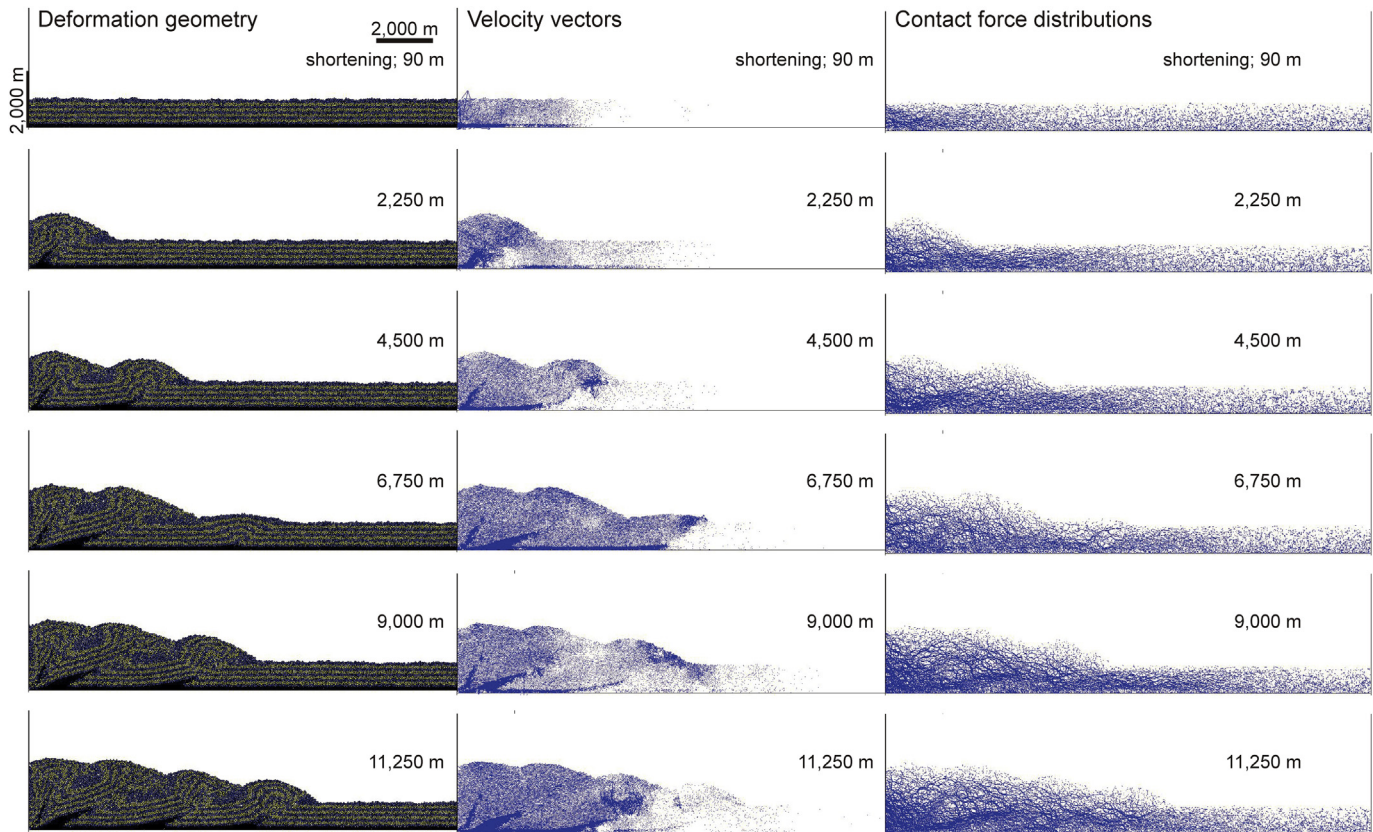 Deformation geometry
2,000 m
shortening; 90 m
2,000 m
Velocity vectors
shortening; 90 m
Contact force distributions
shortening; 90 m
2,250 m
2,250 m
2,250 m
4,500 m
4,500 m
4,500 m
6,750 m
6,750 m
6,750 m
9,000 m
9,000 m
9,000 m
11,250 m
11,250 m
11,250 m